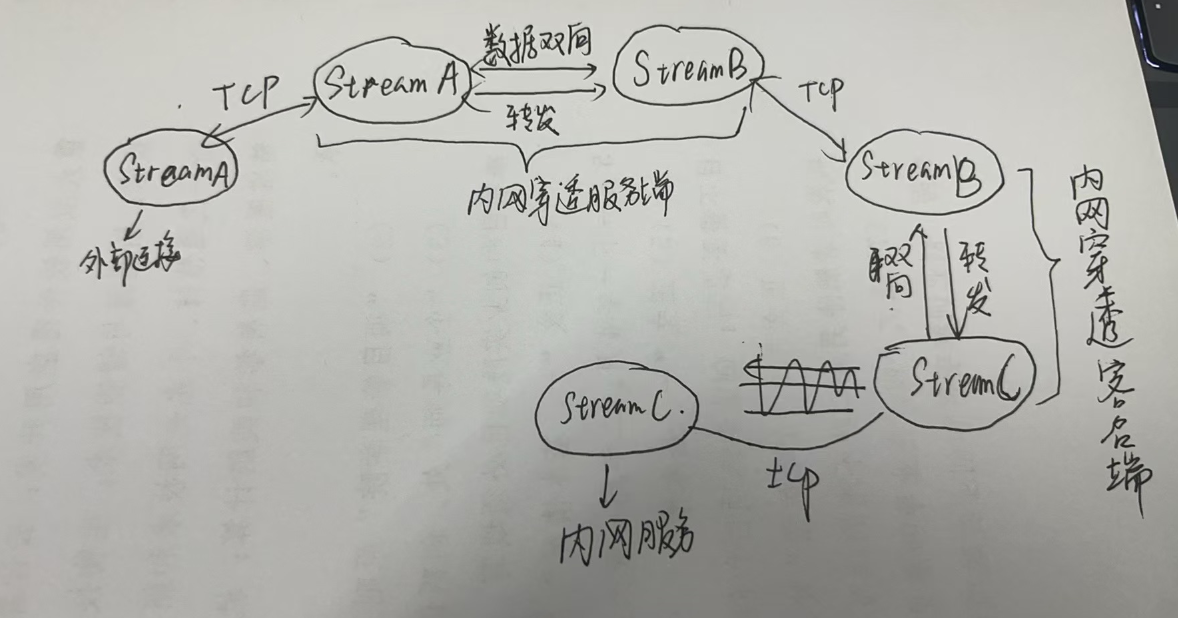 数据双向
StreamA
StreamB
TCP
TCP
转发
StreamA
StreamB
内网穿透服务端
外部连接
双向
转发
内网穿透客户端
StreamC
StreamC.
tcp
内网服务